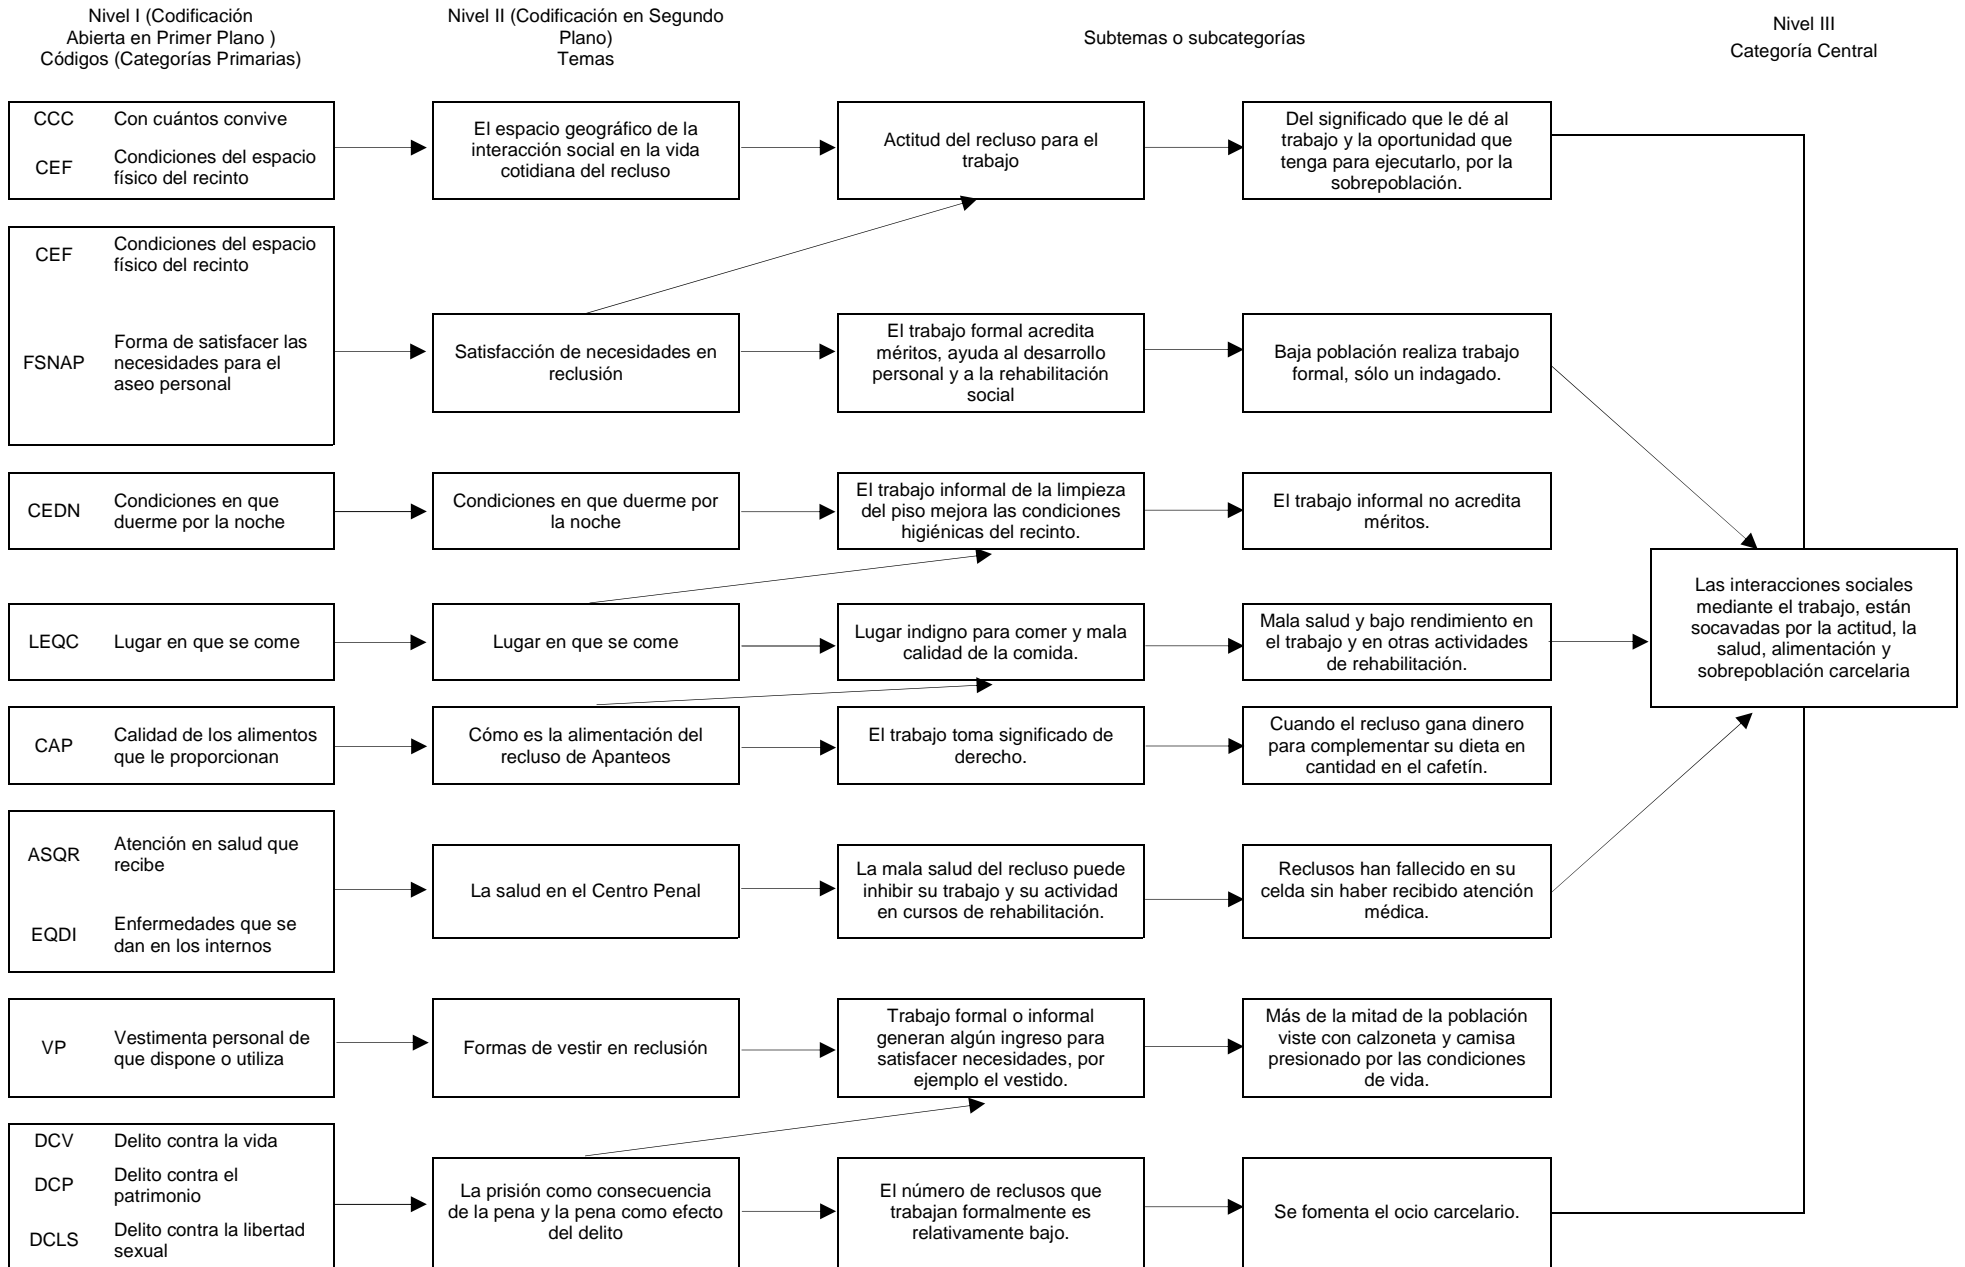 Nivel I (Codificación
Abierta en Primer Plano )
Códigos (Categorías Primarias)
Nivel II (Codificación en Segundo
Plano)
Temas
Subtemas o subcategorías
Nivel III
Categoría Central
CCC Con cuántos convive
CEF Condiciones del espacio
físico del recinto
El espacio geográfico de la
interacción social en la vida
cotidiana del recluso
Actitud del recluso para el
trabajo
Del significado que le dé al
trabajo y la oportunidad que
tenga para ejecutarlo, por la
sobrepoblación.
CEF Condiciones del espacio
físico del recinto
FSNAP Forma de satisfacer las
necesidades para el
aseo personal
Satisfacción de necesidades en
reclusión
El trabajo formal acredita
méritos, ayuda al desarrollo
personal y a la rehabilitación
social
Baja población realiza trabajo
formal, sólo un indagado.
CEDN Condiciones en que
duerme por la noche
Condiciones en que duerme por
la noche
El trabajo informal de la limpieza
del piso mejora las condiciones
higiénicas del recinto.
El trabajo informal no acredita
méritos.
LEQC Lugar en que se come
Lugar en que se come
Lugar indigno para comer y mala
calidad de la comida.
Mala salud y bajo rendimiento en
el trabajo y en otras actividades
de rehabilitación.
Las interacciones sociales
mediante el trabajo, están
socavadas por la actitud, la
salud, alimentación y
sobrepoblación carcelaria
CAP Calidad de los alimentos
que le proporcionan
Cómo es la alimentación del
recluso de Apanteos
El trabajo toma significado de
derecho.
Cuando el recluso gana dinero
para complementar su dieta en
cantidad en el cafetín.
ASQR Atención en salud que
recibe
EQDI Enfermedades que se
dan en los internos
La salud en el Centro Penal
La mala salud del recluso puede
inhibir su trabajo y su actividad
en cursos de rehabilitación.
Reclusos han fallecido en su
celda sin haber recibido atención
médica.
VP Vestimenta personal de
que dispone o utiliza
Formas de vestir en reclusión
Trabajo formal o informal
generan algún ingreso para
satisfacer necesidades, por
ejemplo el vestido.
Más de la mitad de la población
viste con calzoneta y camisa
presionado por las condiciones
de vida.
DCV Delito contra la vida
DCP Delito contra el
patrimonio
DCLS Delito contra la libertad
sexual
La prisión como consecuencia
de la pena y la pena como efecto
del delito
El número de reclusos que
trabajan formalmente es
relativamente bajo.
Se fomenta el ocio carcelario.